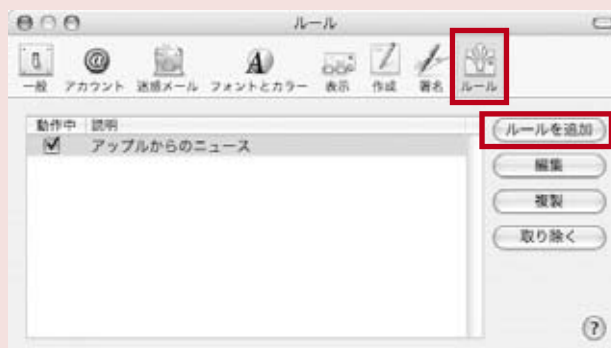 ルール
一般 アカウント 迷惑メール フォントとカラー 表示 作成 署名 ルール
動作中 説明
アップルからのニュース
ルールを追加
編集
複製
取り除く
?